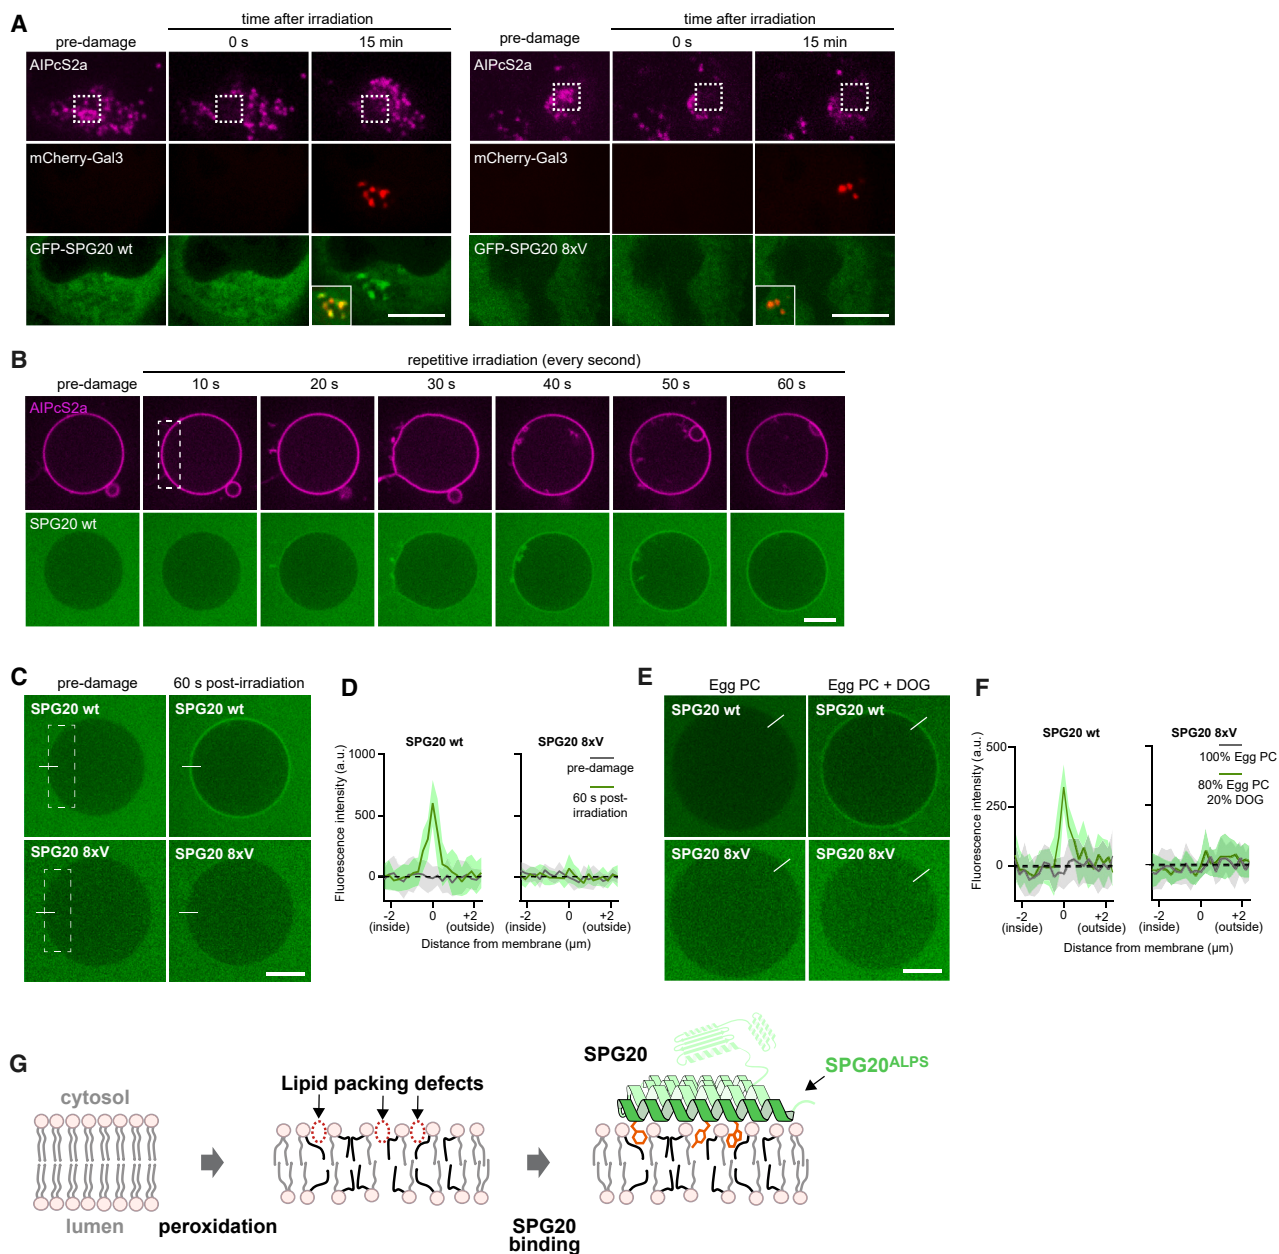 A
time after irradiation
time after irradiation
pre-damage
0 s
15 min
pre-damage
0 s
15 min
AlPcS2a
AlPcS2a
mCherry-Gal3
mCherry-Gal3
GFP-SPG20 wt
GFP-SPG20 8xV
B
repetitive irradiation (every second)
pre-damage
10 s
20 s
30 s
40 s
50 s
60 s
AlPcS2a
SPG20 wt
C
pre-damage
60 s post-irradiation
SPG20 wt
SPG20 wt
SPG20 8xV
SPG20 8xV
D
SPG20 wt
SPG20 8xV
Fluorescence intensity (a.u.)
1000
500
0
pre-damage
60 s post-
irradiation
-2
(inside)
0
+2
(outside)
-2
(inside)
0
+2
(outside)
Distance from membrane (µm)
E
Egg PC
Egg PC + DOG
SPG20 wt
SPG20 wt
SPG20 8xV
SPG20 8xV
F
SPG20 wt
SPG20 8xV
Fluorescence intensity (a.u.)
500
250
0
100% Egg PC
80% Egg PC
20% DOG
-2
(inside)
0
+2
(outside)
-2
(inside)
0
+2
(outside)
Distance from membrane (µm)
G
cytosol
lumen
peroxidation
Lipid packing defects
SPG20
binding
SPG20
SPG20ALPS